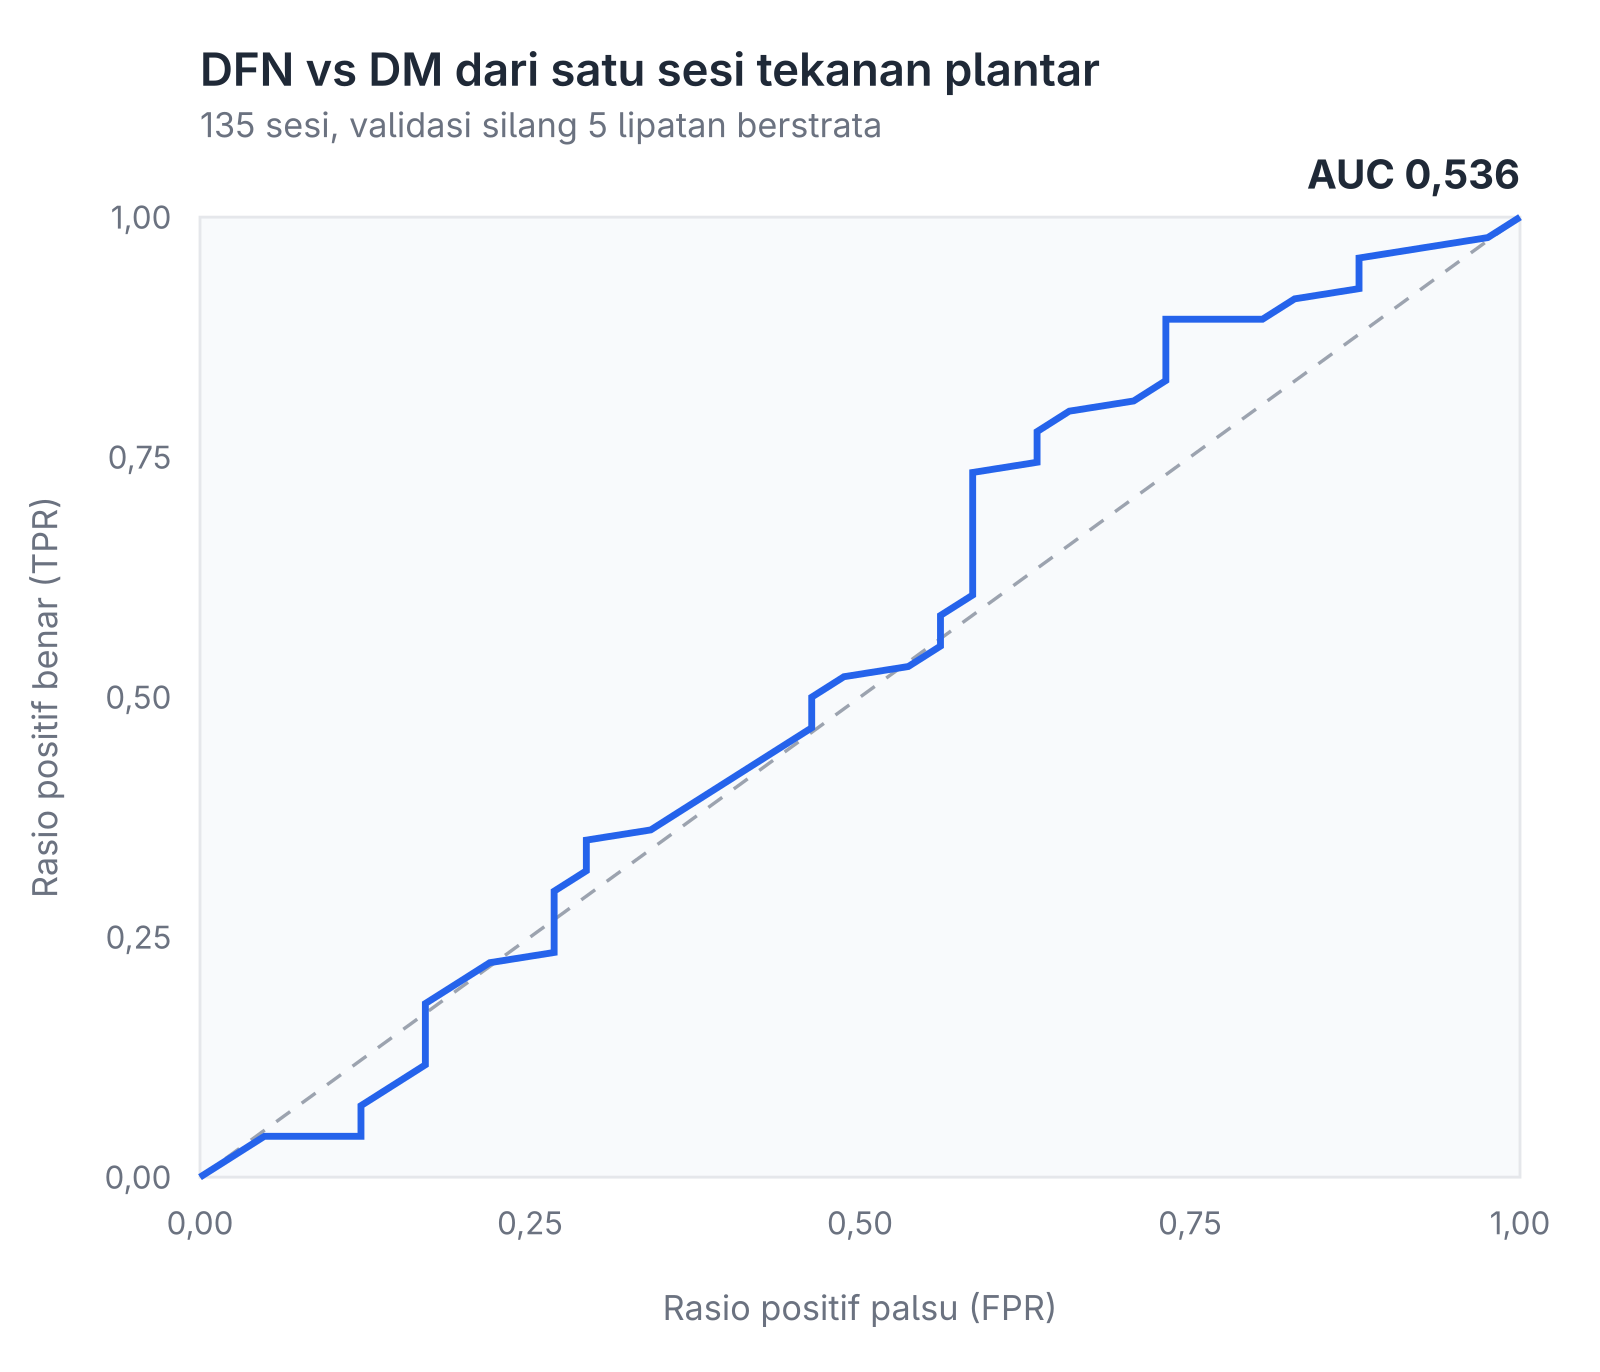 DFN vs DM dari satu sesi tekanan plantar
135 sesi, validasi silang 5 lipatan berstrata
AUC 0,536
1,00
0,75
0,50
0,25
0,00
Rasio positif benar (TPR)
0,00
0,25
0,50
0,75
1,00
Rasio positif palsu (FPR)